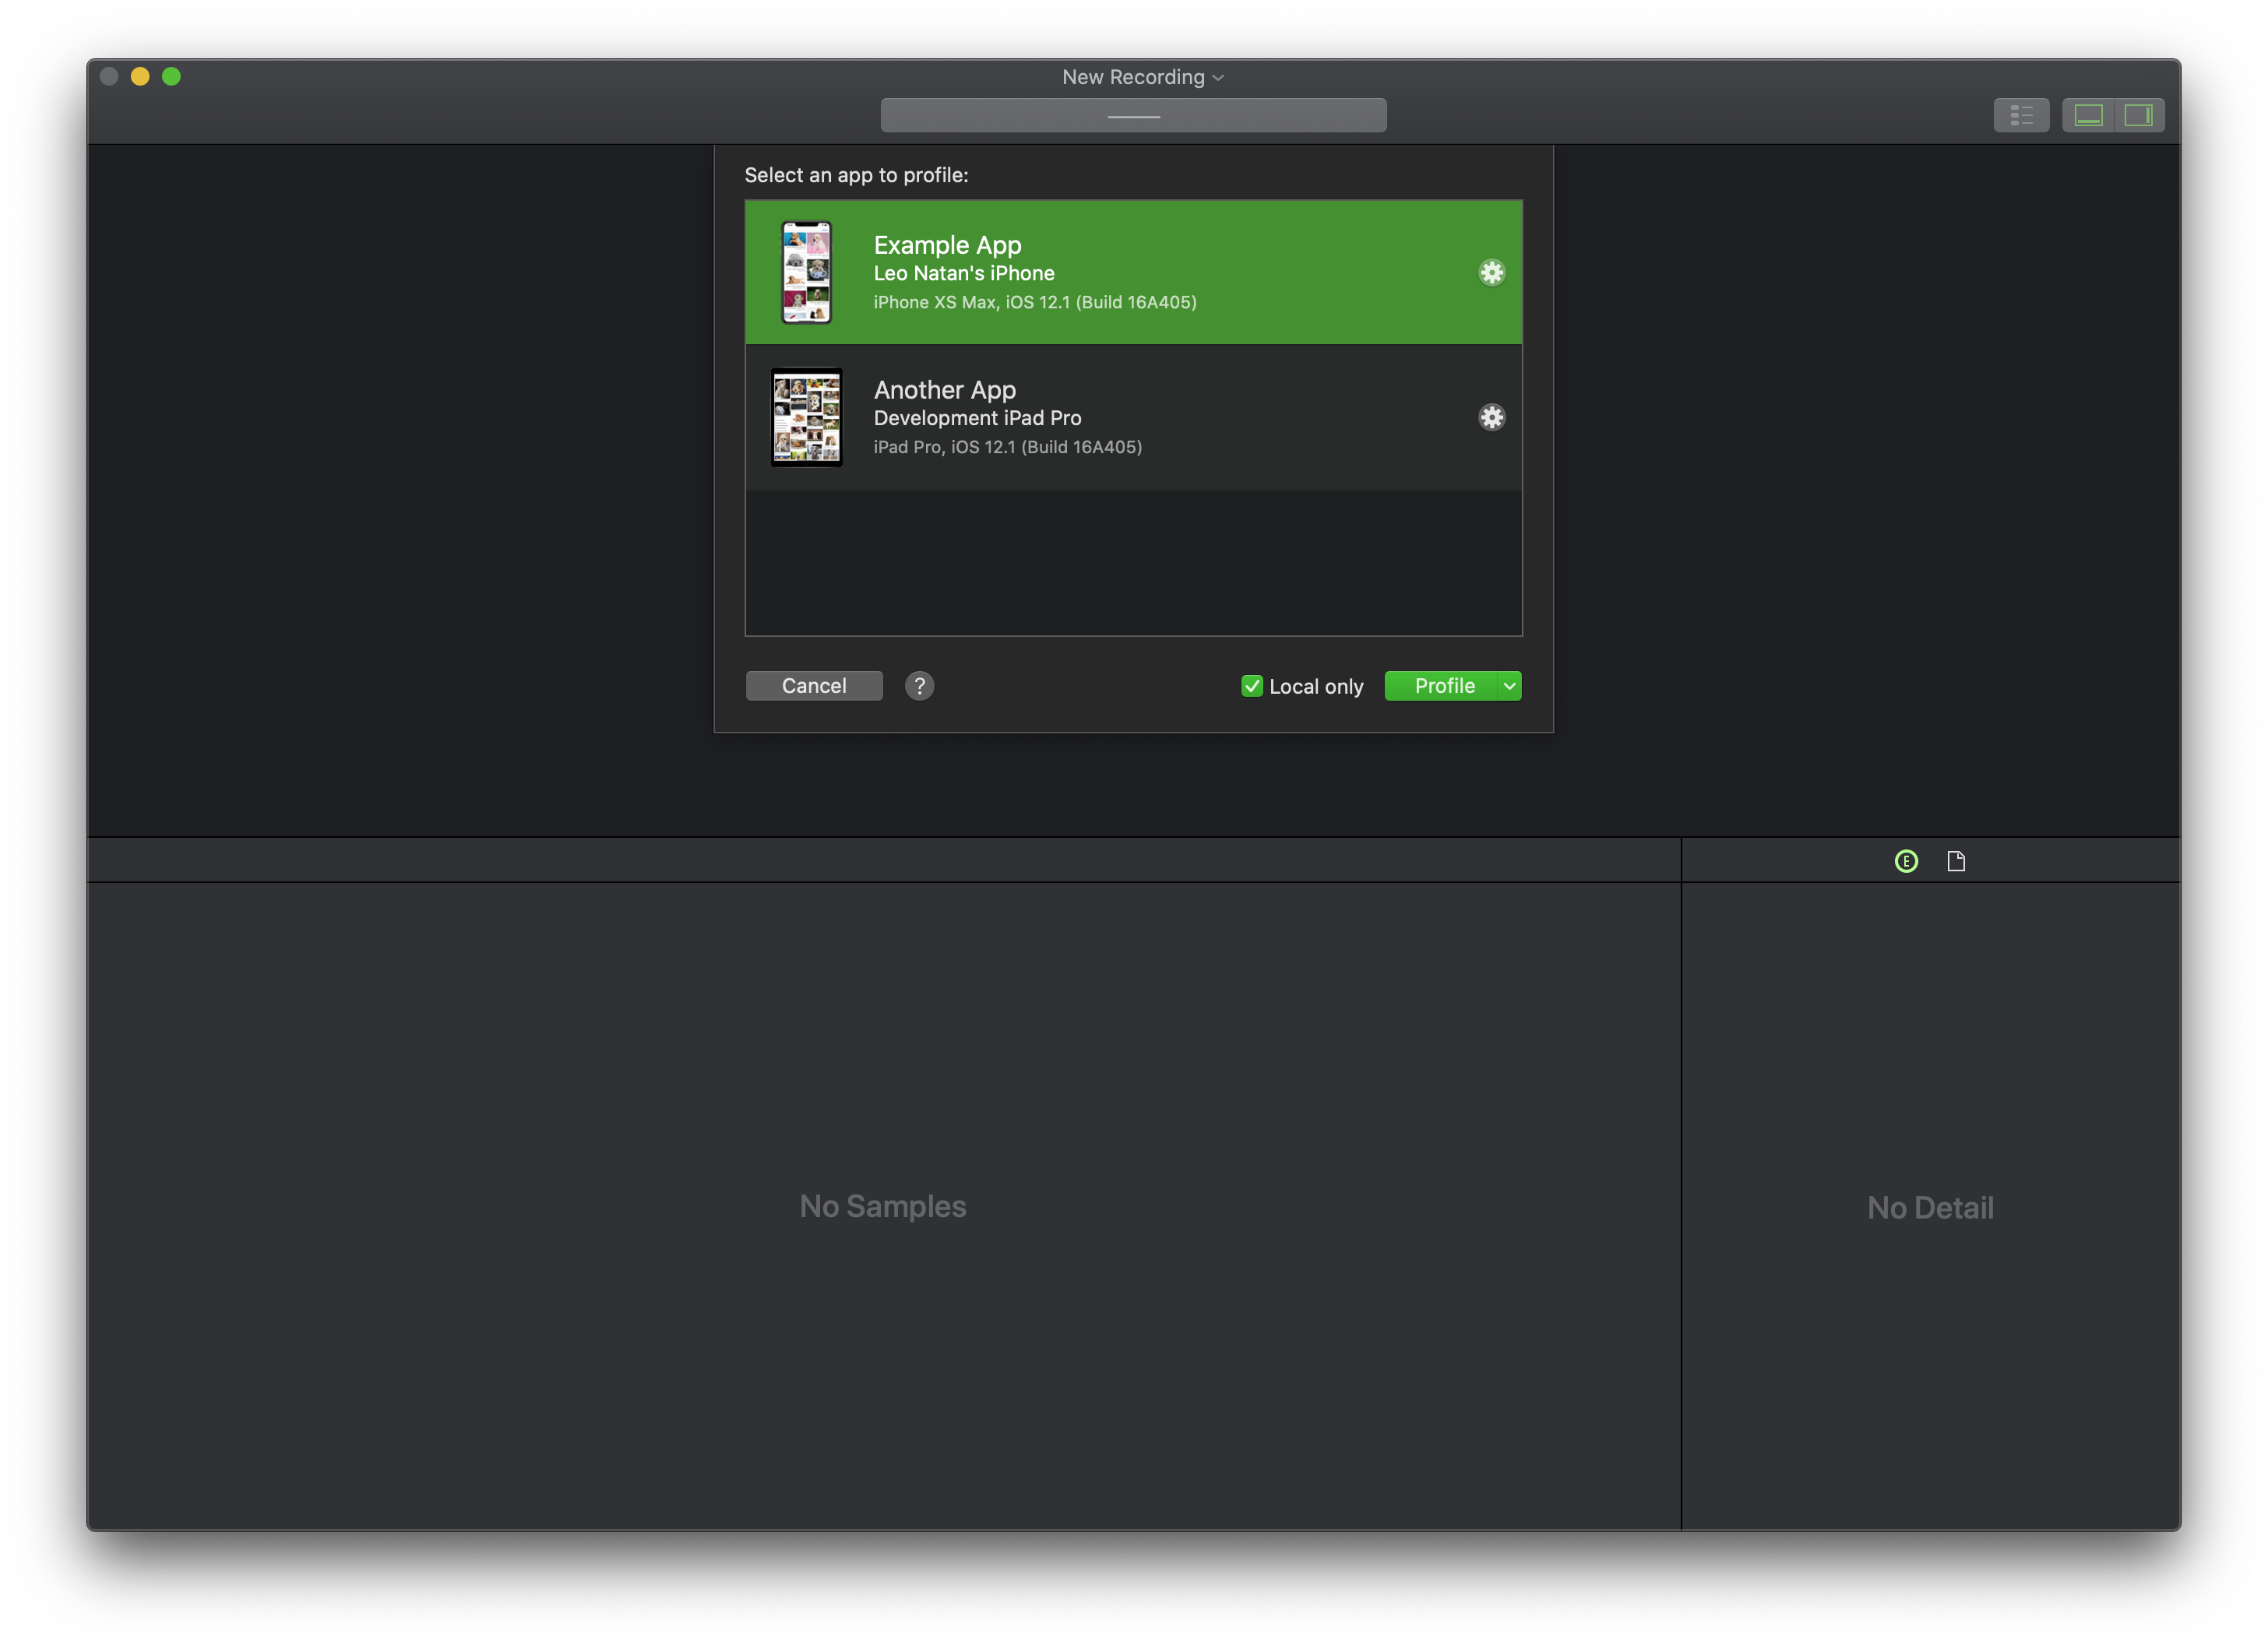 New Recording
Select an app to profile:
Example App
Leo Natan's iPhone
iPhone XS Max, iOS 12.1 (Build 16A405)
Another App
Development iPad Pro
iPad Pro, iOS 12.1 (Build 16A405)
Cancel ? Local only Profile
E
No Samples No Detail